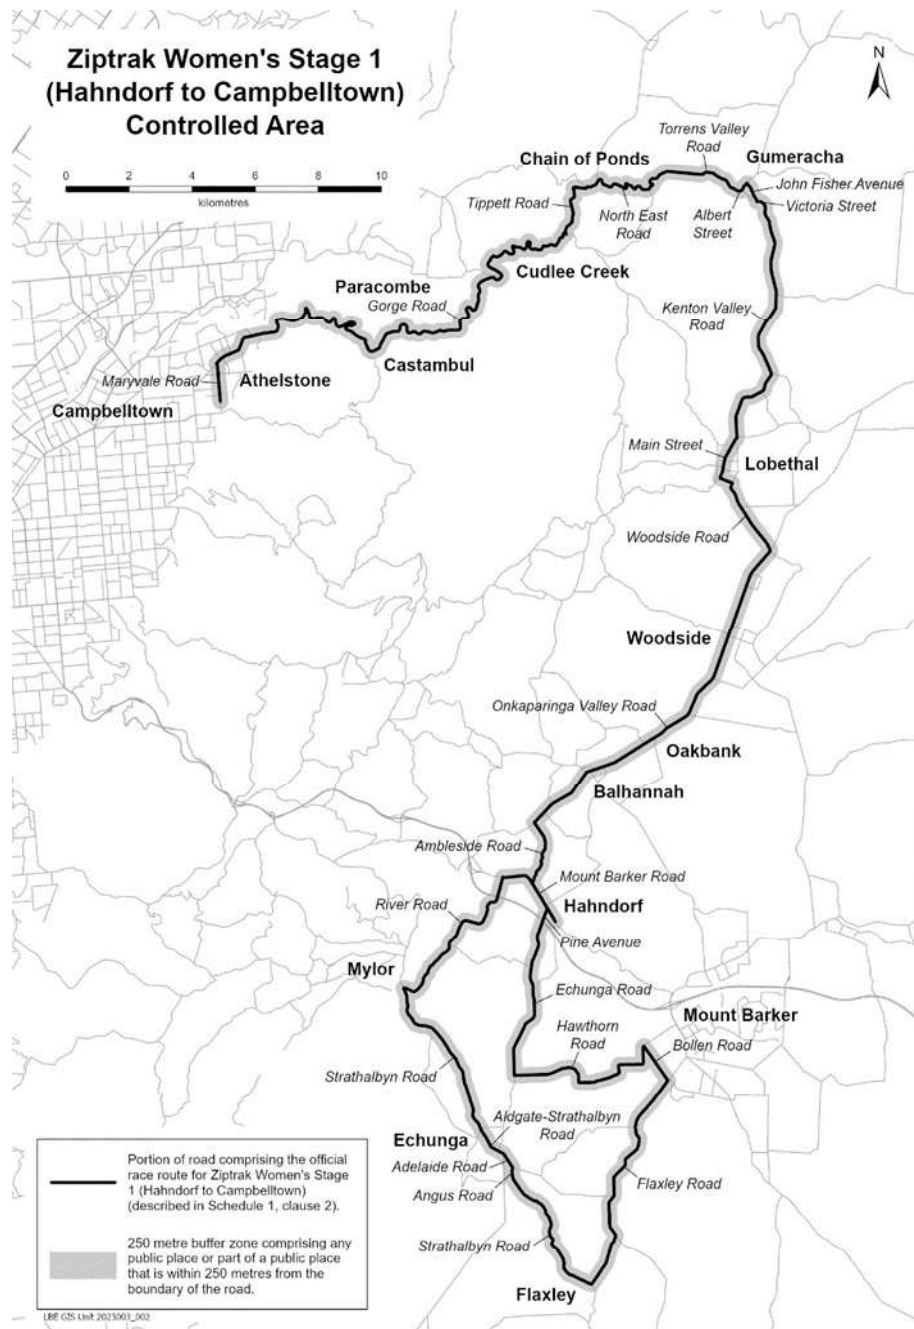 Ziptrak Women's Stage 1
(Hahndorf to Campbelltown)
Controlled Area
N
0 2 4 6 8 10
kilometres
Torrens Valley
Road
Chain of Ponds
Gumeracha
John Fisher Avenue
Tippett Road
North East
Road
Albert
Street
Victoria Street
Cudlee Creek
Paracombe
Gorge Road
Kenton Valley
Road
Castambul
Maryvale Road
Athelstone
Campbelltown
Main Street
Lobethal
Woodside Road
Woodside
Onkaparinga Valley Road
Oakbank
Balhannah
Ambleside Road
Mount Barker Road
River Road
Hahndorf
Pine Avenue
Mylor
Echunga Road
Mount Barker
Hawthorn
Road
Bollen Road
Strathalbyn Road
Aldgate-Strathalbyn
Road
Echunga
Adelaide Road
Angus Road
Flaxley Road
Strathalbyn Road
Flaxley
Portion of road comprising the official
race route for Ziptrak Women's Stage
1 (Hahndorf to Campbelltown)
(described in Schedule 1, clause 2).
250 metre buffer zone comprising any
public place or part of a public place
that is within 250 metres from the
boundary of the road.
LBE GIS Unit 2023003_002